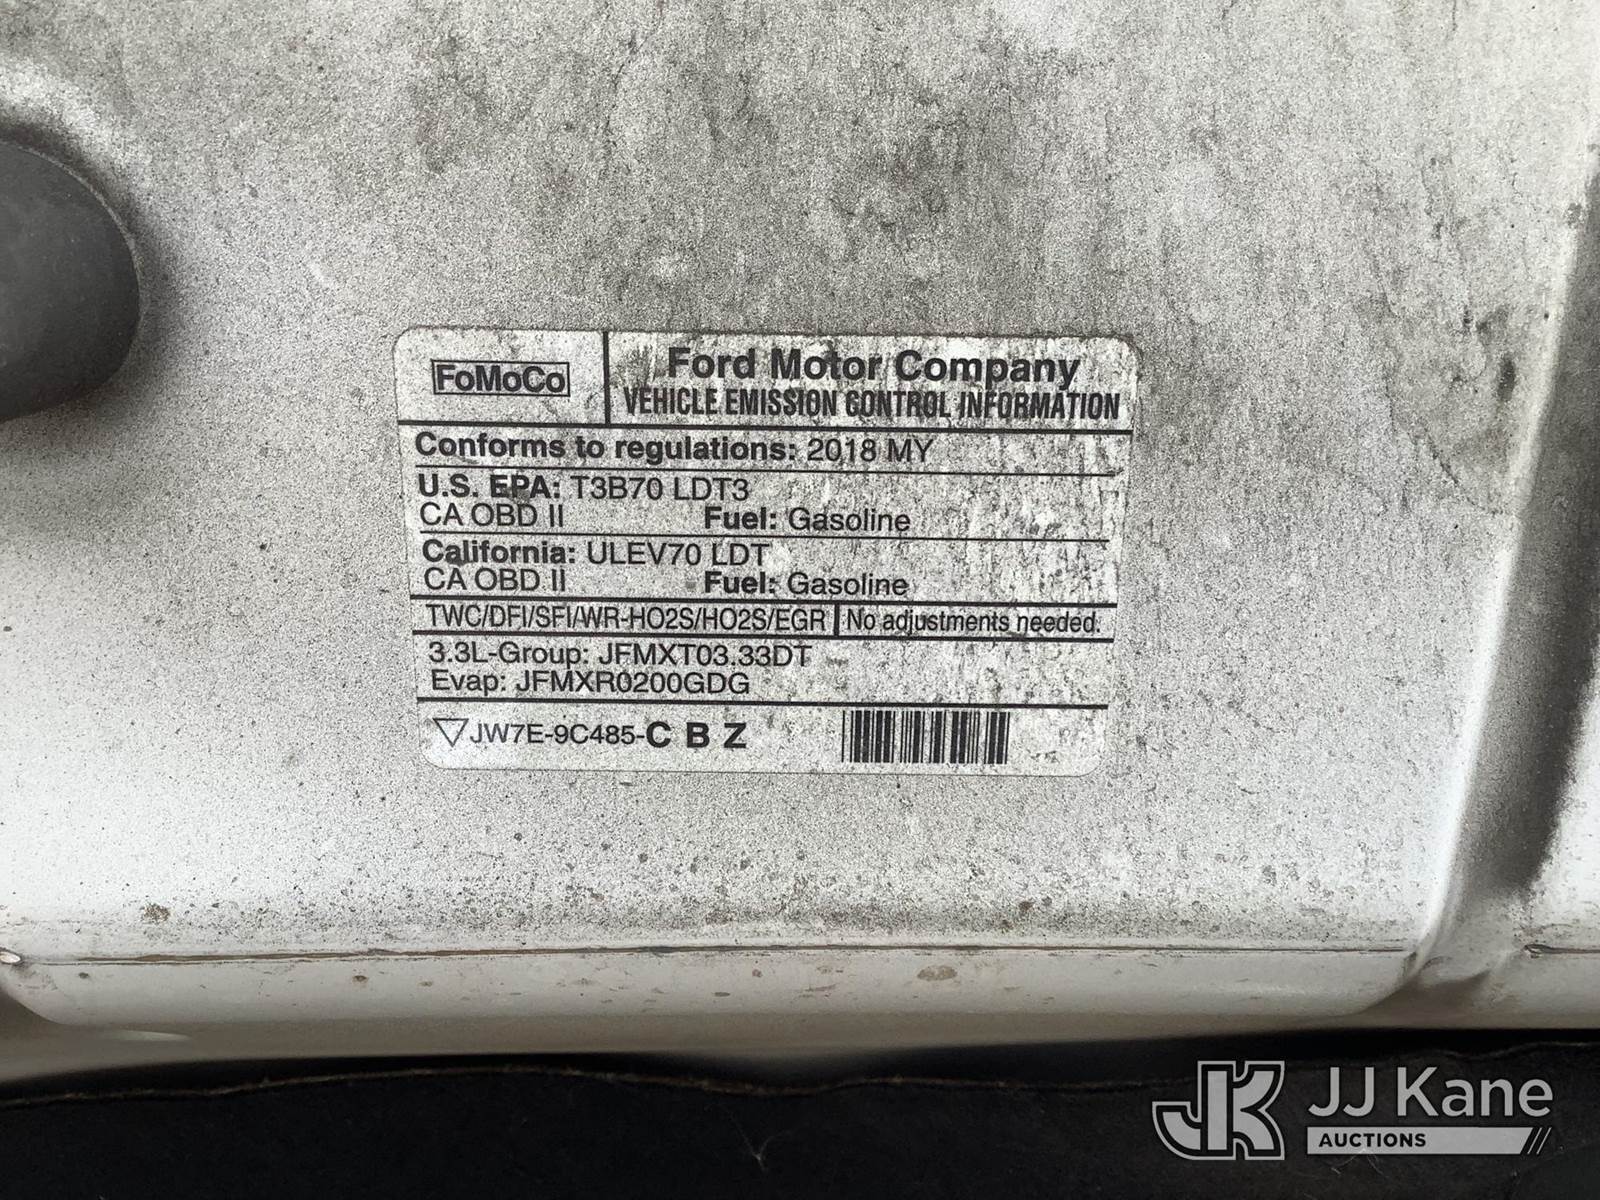 FoMoCo
Ford Motor Company
VEHICLE EMISSION CONTROL INFORMATION
Conforms to regulations: 2018 MY
U.S. EPA: T3B70 LDT3
CA OBD II Fuel: Gasoline
California: ULEV70 LDT
CA OBD II Fuel: Gasoline
TWC/DFI/SFI/WR-HO2S/HO2S/EGR No adjustments needed.
3.3L-Group: JFMXT03.33DT
Evap: JFMXR0200GDG
JW7E-9C485-C B Z
JK JJ Kane
AUCTIONS